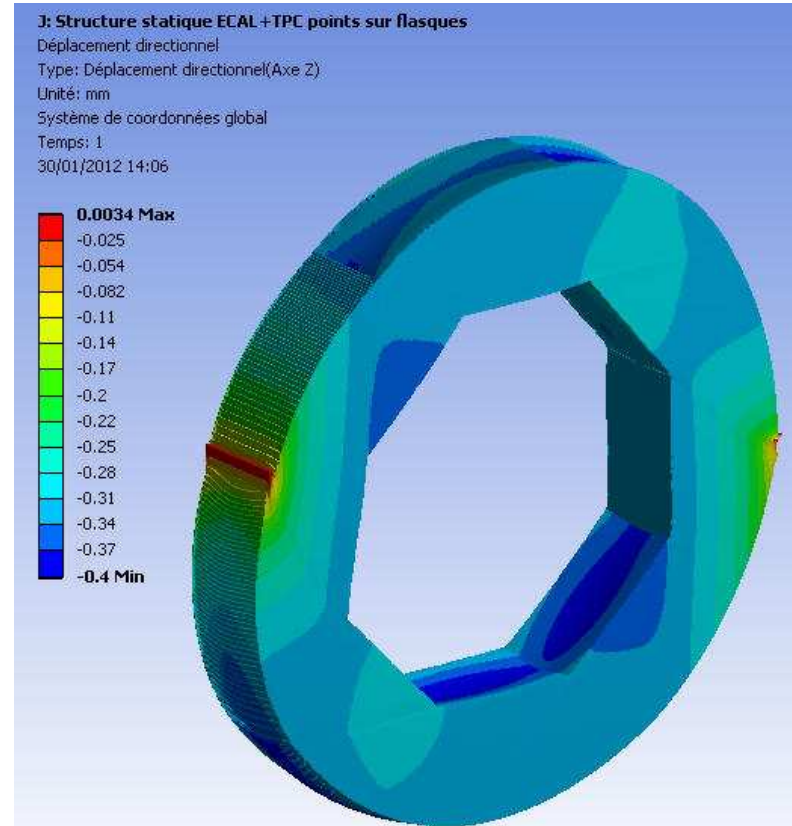 J: Structure statique ECAL+TPC points sur flasques
Déplacement directionnel
Type: Déplacement directionnel(Axe Z)
Unité: mm
Système de coordonnées global
Temps: 1
30/01/2012 14:06
0.0034 Max
-0.025
-0.054
-0.082
-0.11
-0.14
-0.17
-0.2
-0.22
-0.25
-0.28
-0.31
-0.34
-0.37
-0.4 Min